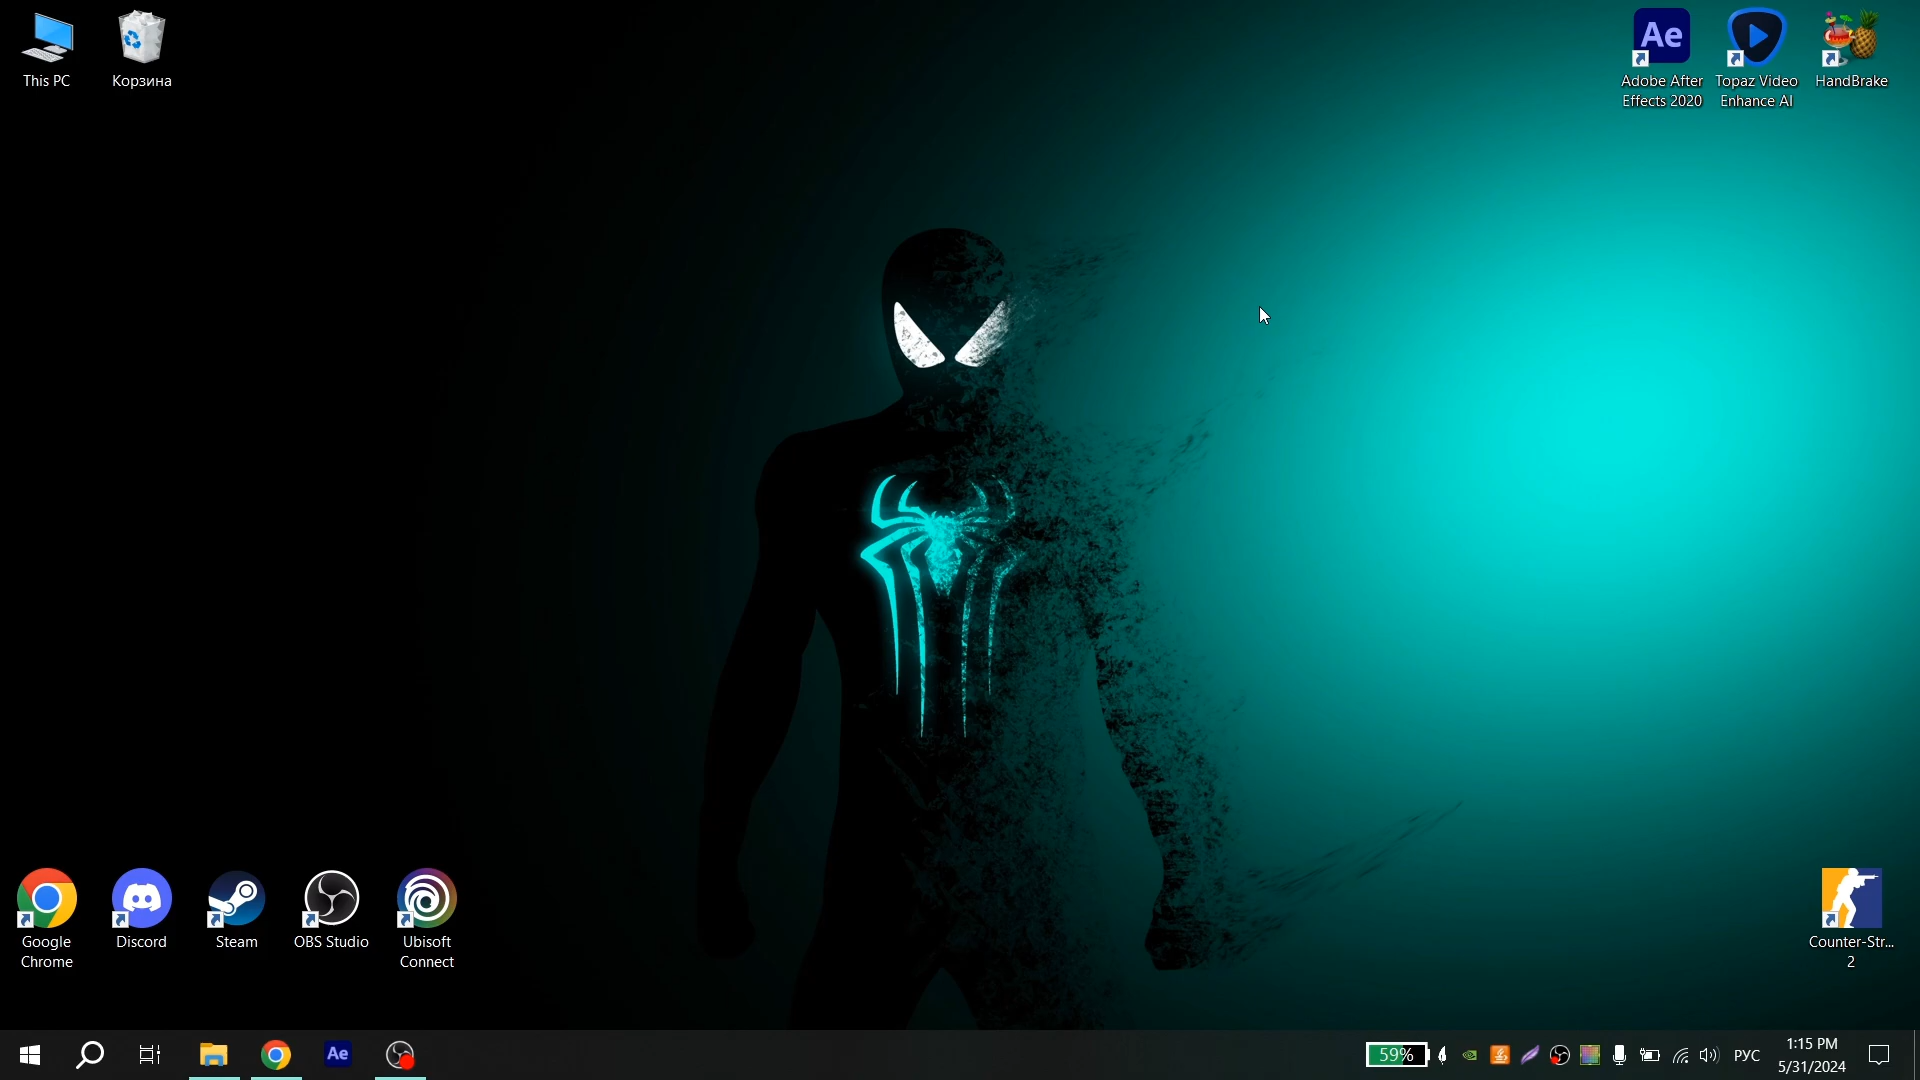 This PC
Корзина
Ae
Adobe After
Effects 2020
Topaz Video
Enhance AI
HandBrake
Google
Chrome
Discord
Steam
OBS Studio
Ubisoft
Connect
Counter-Str...
2
Ae
59%
РУС
1:15 PM
5/31/2024